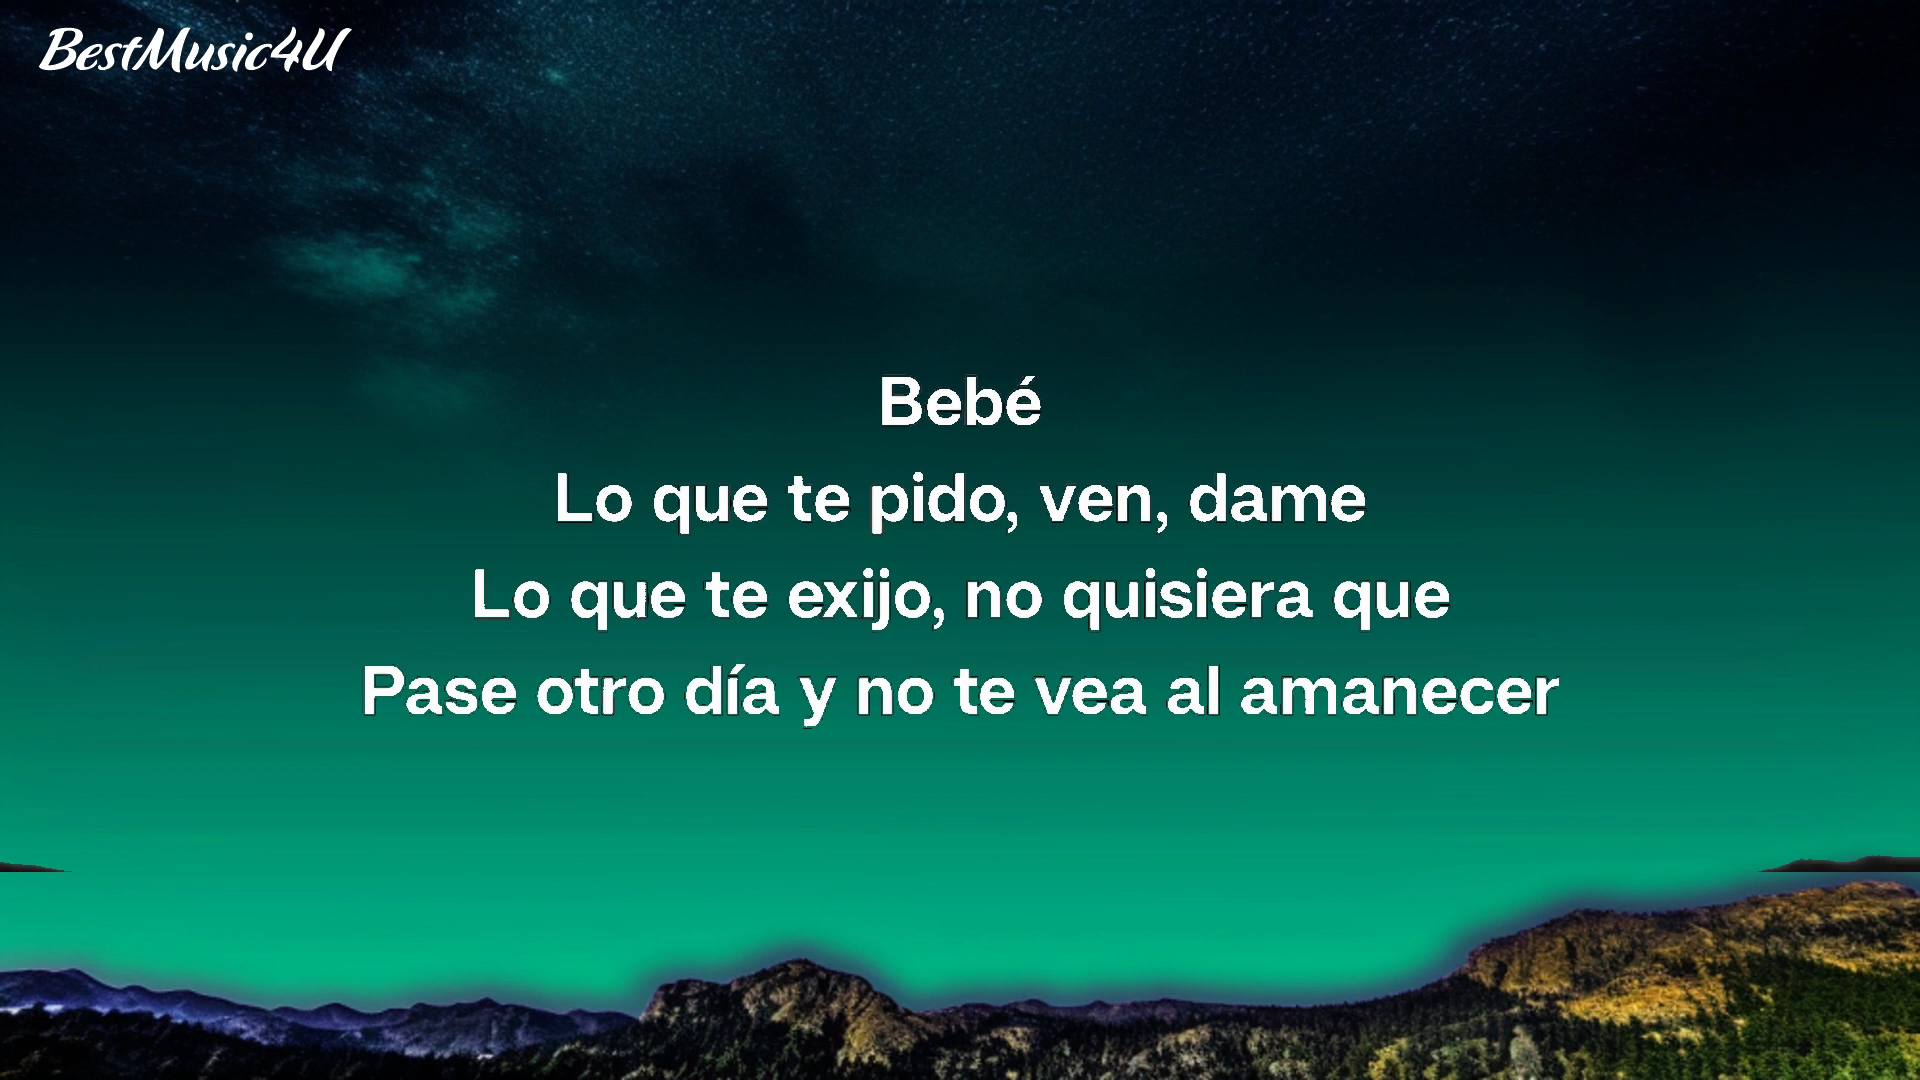 BestMusic4U
Bebé
Lo que te pido, ven, dame
Lo que te exijo, no quisiera que
Pase otro día y no te vea al amanecer